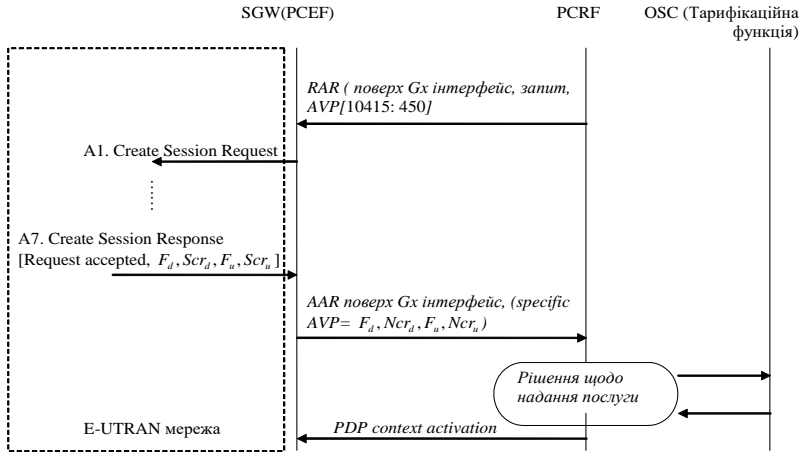 SGW(PCEF)
PCRF
OSC (Тарифікаційна
функція)
RAR ( поверх Gx інтерфейс, запит,
AVP[10415: 450]
A1. Create Session Request
......
A7. Create Session Response
[Request accepted, F_d, Scr_d, F_u, Scr_u]
AAR поверх Gx інтерфейс, (specific
AVP= F_d, Ncr_d, F_u, Ncr_u)
Рішення щодо
надання послуги
E-UTRAN мережа
PDP context activation